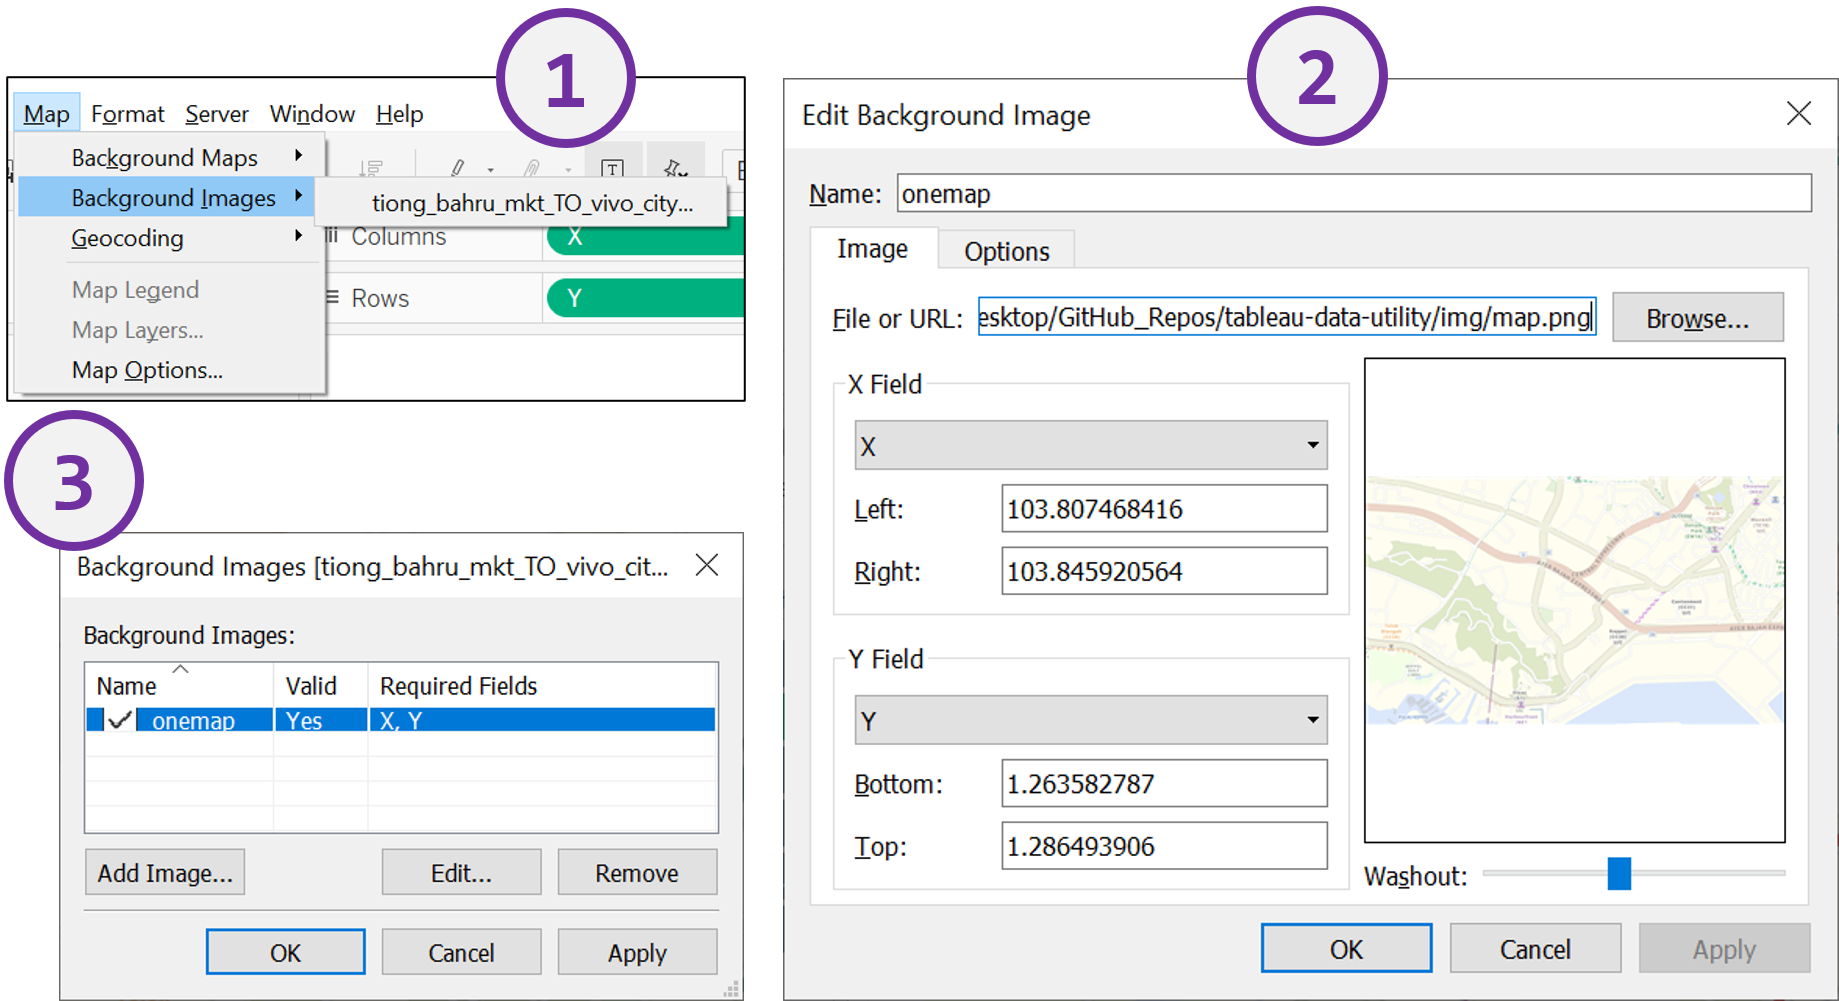 1
Map Format Server Window Help
Background Maps
Background Images
tiong_bahru_mkt_TO_vivo_city...
Geocoding
Map Legend
Map Layers...
Map Options...
T
Columns
X
Rows
Y
2
Edit Background Image
Name: onemap
Image Options
File or URL: esktop/GitHub_Repos/tableau-data-utility/img/map.png Browse...
X Field
X
Left: 103.807468416
Right: 103.845920564
Y Field
Y
Bottom: 1.263582787
Top: 1.286493906
Washout:
OK Cancel Apply
3
Background Images [tiong_bahru_mkt_TO_vivo_cit...
Background Images:
Name Valid Required Fields
onemap Yes X, Y
Add Image... Edit... Remove
OK Cancel Apply